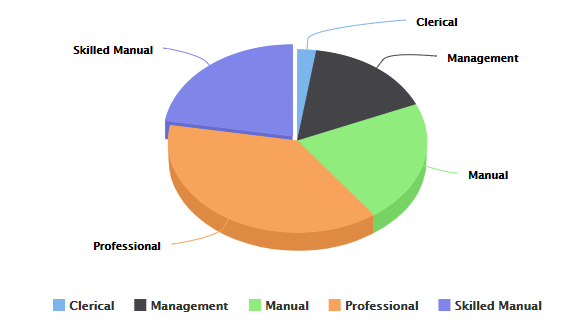 Clerical
Skilled Manual
Management
Manual
Professional
Clerical Management Manual Professional Skilled Manual